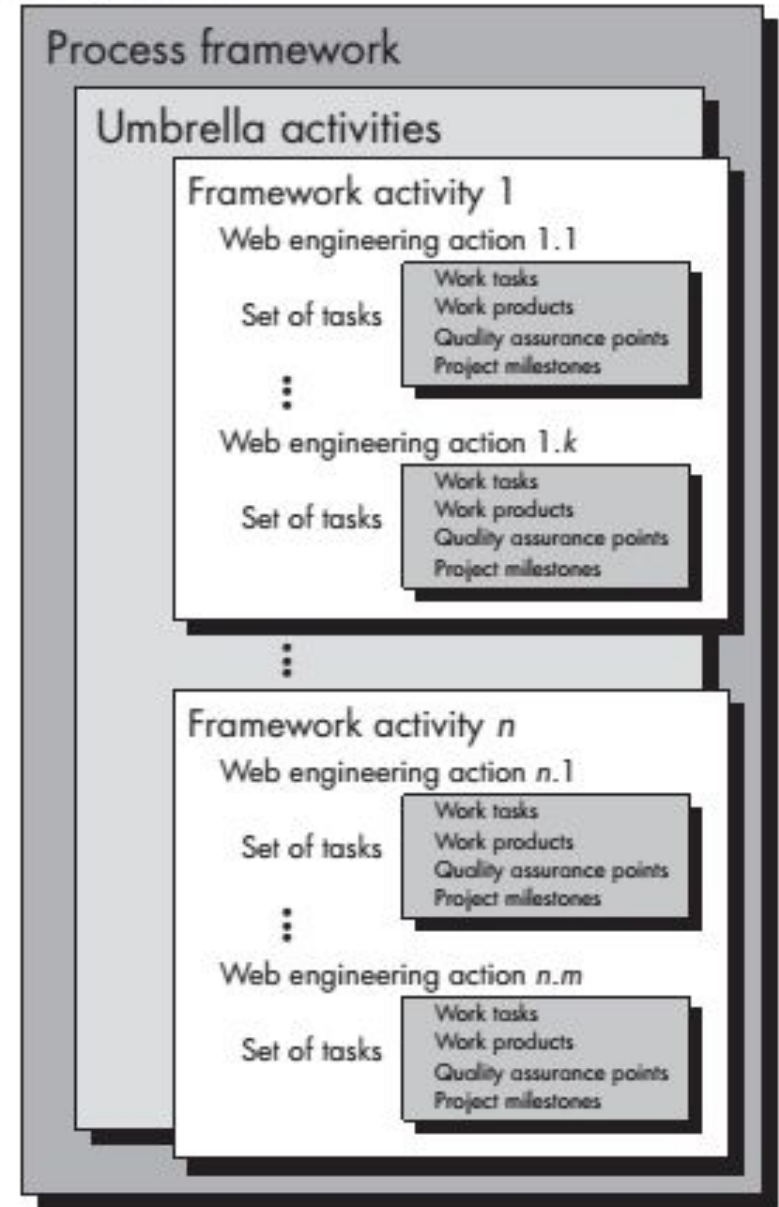 Process framework
Umbrella activities
Framework activity 1
Web engineering action 1.1
Set of tasks
Work tasks
Work products
Quality assurance points
Project milestones
Web engineering action 1.k
Set of tasks
Work tasks
Work products
Quality assurance points
Project milestones
Framework activity n
Web engineering action n.1
Set of tasks
Work tasks
Work products
Quality assurance points
Project milestones
Web engineering action n.m
Set of tasks
Work tasks
Work products
Quality assurance points
Project milestones